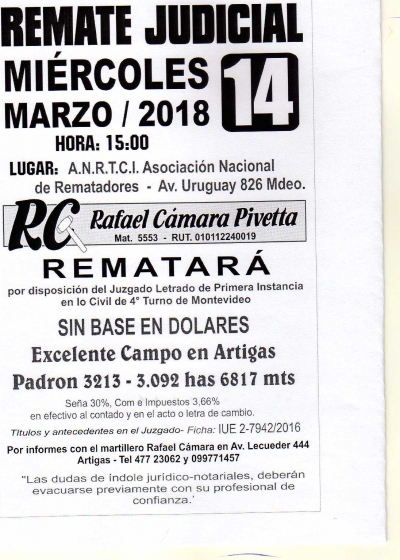 REMATE JUDICIAL
MIÉRCOLES 14
MARZO / 2018
HORA: 15:00
LUGAR: A.N.R.T.C.I. Asociación Nacional
de Rematadores - Av. Uruguay 826 Mdeo.
RC Rafael Cámara Pivetta
Mat. 5553 - RUT. 010112240019
REMATARÁ
por disposición del Juzgado Letrado de Primera Instancia
en lo Civil de 4° Turno de Montevideo
SIN BASE EN DOLARES
Excelente Campo en Artigas
Padron 3213 - 3.092 has 6817 mts
Seña 30%, Com e Impuestos 3,66%
en efectivo al contado y en el acto o letra de cambio.
Títulos y antecedentes en el Juzgado- Ficha: IUE 2-7942/2016
Por informes con el martillero Rafael Cámara en Av. Lecueder 444
Artigas - Tel 477 23062 y 099771457
"Las dudas de índole jurídico-notariales, deberán
evacuarse previamente con su profesional de
confianza.'